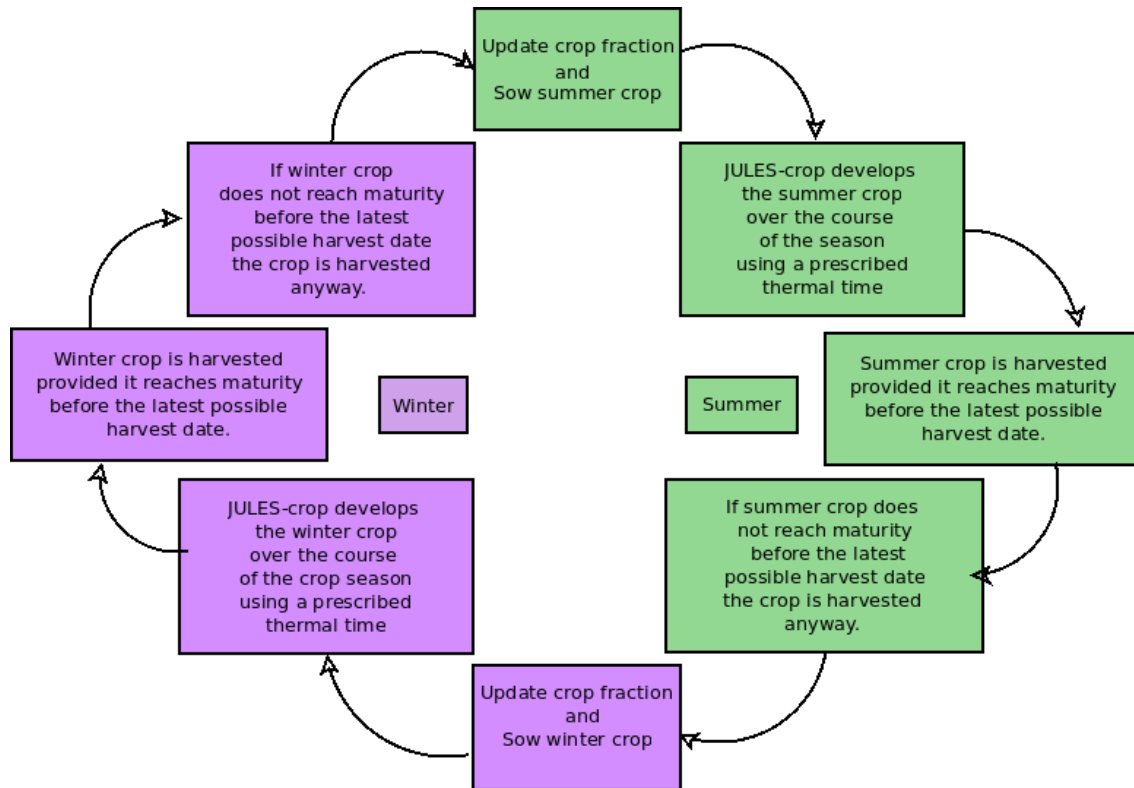 Update crop fraction
and
Sow summer crop
If winter crop
does not reach maturity
before the latest
possible harvest date
the crop is harvested
anyway.
JULES-crop develops
the summer crop
over the course
of the season
using a prescribed
thermal time
Winter crop is harvested
provided it reaches maturity
before the latest possible
harvest date.
Winter
Summer
Summer crop is harvested
provided it reaches maturity
before the latest possible
harvest date.
JULES-crop develops
the winter crop
over the course
of the crop season
using a prescribed
thermal time
If summer crop does
not reach maturity
before the latest
possible harvest date
the crop is harvested
anyway.
Update crop fraction
and
Sow winter crop